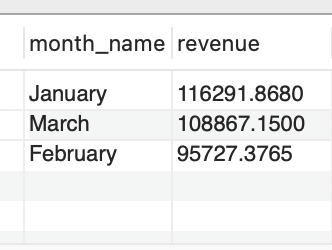 month_name revenue
January 116291.8680
March 108867.1500
February 95727.3765